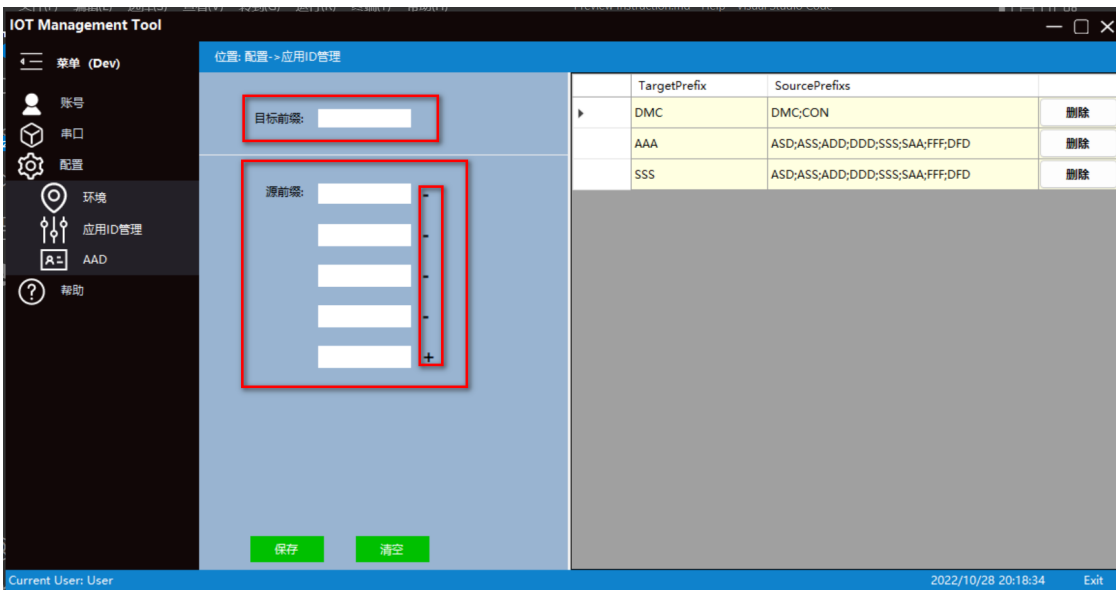 IOT Management Tool
菜单 (Dev)
账号
串口
配置
环境
应用ID管理
AAD
帮助
位置: 配置->应用ID管理
目标前缀:
源前缀:
-
-
-
-
+
保存
清空
TargetPrefix SourcePrefixs
DMC DMC;CON 删除
AAA ASD;ASS;ADD;DDD;SSS;SAA;FFF;DFD 删除
SSS ASD;ASS;ADD;DDD;SSS;SAA;FFF;DFD 删除
Current User: User 2022/10/28 20:18:34 Exit